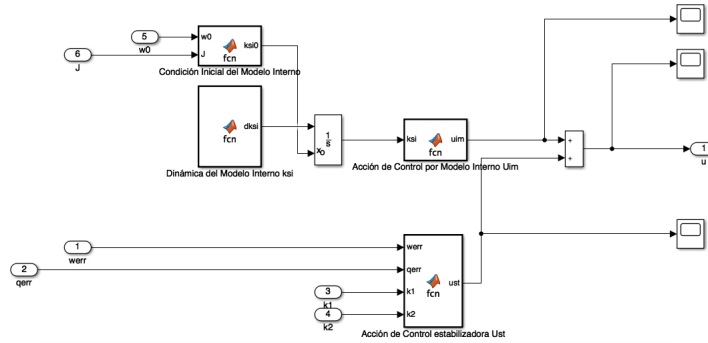 5
w0
6
J
w0
J
ksi0
fcn
Condición Inicial del Modelo Interno
dksi
fcn
Dinámica del Modelo Interno ksi
1
s
xo
ksi
uim
fcn
Acción de Control por Modelo Interno Uim
+
+
1
u
1
werr
2
qerr
3
k1
4
k2
werr
qerr
k1
k2
ust
fcn
Acción de Control estabilizadora Ust